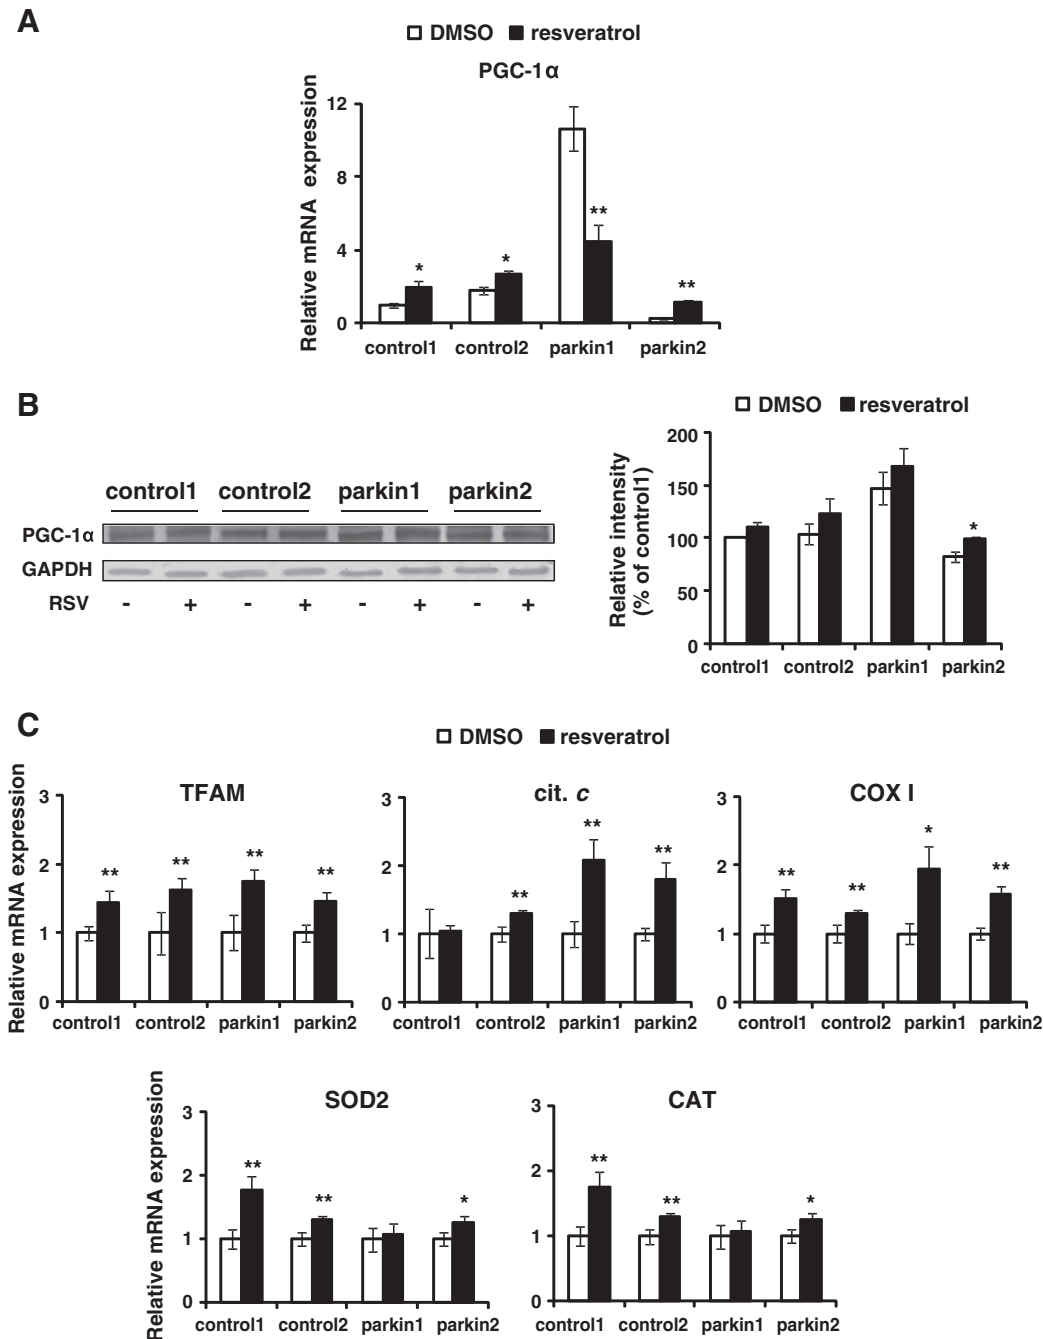 A
DMSO resveratrol
PGC-1α
Relative mRNA expression
12
8
4
0
* * ** **
control1 control2 parkin1 parkin2
B
DMSO resveratrol
control1 control2 parkin1 parkin2
PGC-1α
GAPDH
RSV - + - + - + - +
Relative intensity
(% of control1)
200
150
100
50
0
*
control1 control2 parkin1 parkin2
C
DMSO resveratrol
Relative mRNA expression
TFAM
3
2
1
0
** ** ** **
control1 control2 parkin1 parkin2
cit. c
3
2
1
0
** ** **
control1 control2 parkin1 parkin2
COX I
3
2
1
0
** ** * **
control1 control2 parkin1 parkin2
Relative mRNA expression
SOD2
3
2
1
0
** ** *
control1 control2 parkin1 parkin2
CAT
3
2
1
0
** ** *
control1 control2 parkin1 parkin2